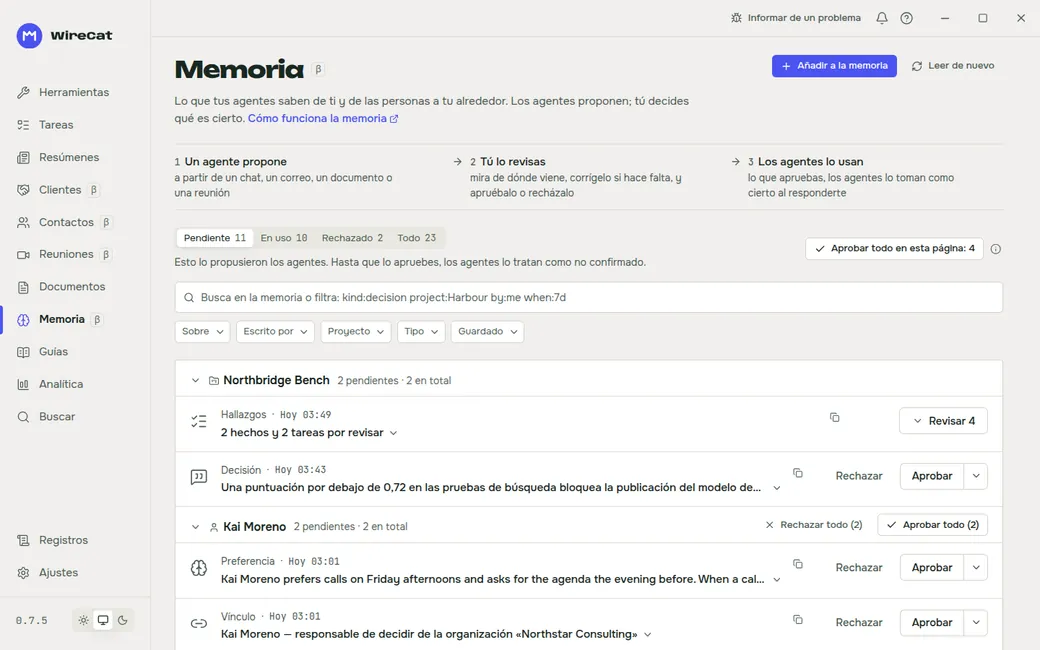 wirecat
Informar de un problema
Herramientas
Tareas
Resúmenes
Clientes β
Contactos β
Reuniones β
Documentos
Memoria β
Guías
Analítica
Buscar
Registros
Ajustes
0.7.5
Memoria β
Añadir a la memoria
Leer de nuevo
Lo que tus agentes saben de ti y de las personas a tu alrededor. Los agentes proponen; tú decides
qué es cierto. Cómo funciona la memoria
1 Un agente propone
a partir de un chat, un correo, un documento o
una reunión
2 Tú lo revisas
mira de dónde viene, corrígelo si hace falta, y
apruébalo o recházalo
3 Los agentes lo usan
lo que apruebas, los agentes lo toman como
cierto al responderte
Pendiente 11 En uso 10 Rechazado 2 Todo 23
Aprobar todo en esta página: 4
Esto lo propusieron los agentes. Hasta que lo apruebes, los agentes lo tratan como no confirmado.
Busca en la memoria o filtra: kind:decision project:Harbour by:me when:7d
Sobre Escrito por Proyecto Tipo Guardado
Northbridge Bench 2 pendientes · 2 en total
Hallazgos · Hoy 03:49
2 hechos y 2 tareas por revisar
Revisar 4
Decisión · Hoy 03:43
Una puntuación por debajo de 0,72 en las pruebas de búsqueda bloquea la publicación del modelo de...
Rechazar Aprobar
Kai Moreno 2 pendientes · 2 en total
Rechazar todo (2) Aprobar todo (2)
Preferencia · Hoy 03:01
Kai Moreno prefers calls on Friday afternoons and asks for the agenda the evening before. When a cal...
Rechazar Aprobar
Vínculo · Hoy 03:01
Kai Moreno — responsable de decidir de la organización «Northstar Consulting»
Rechazar Aprobar